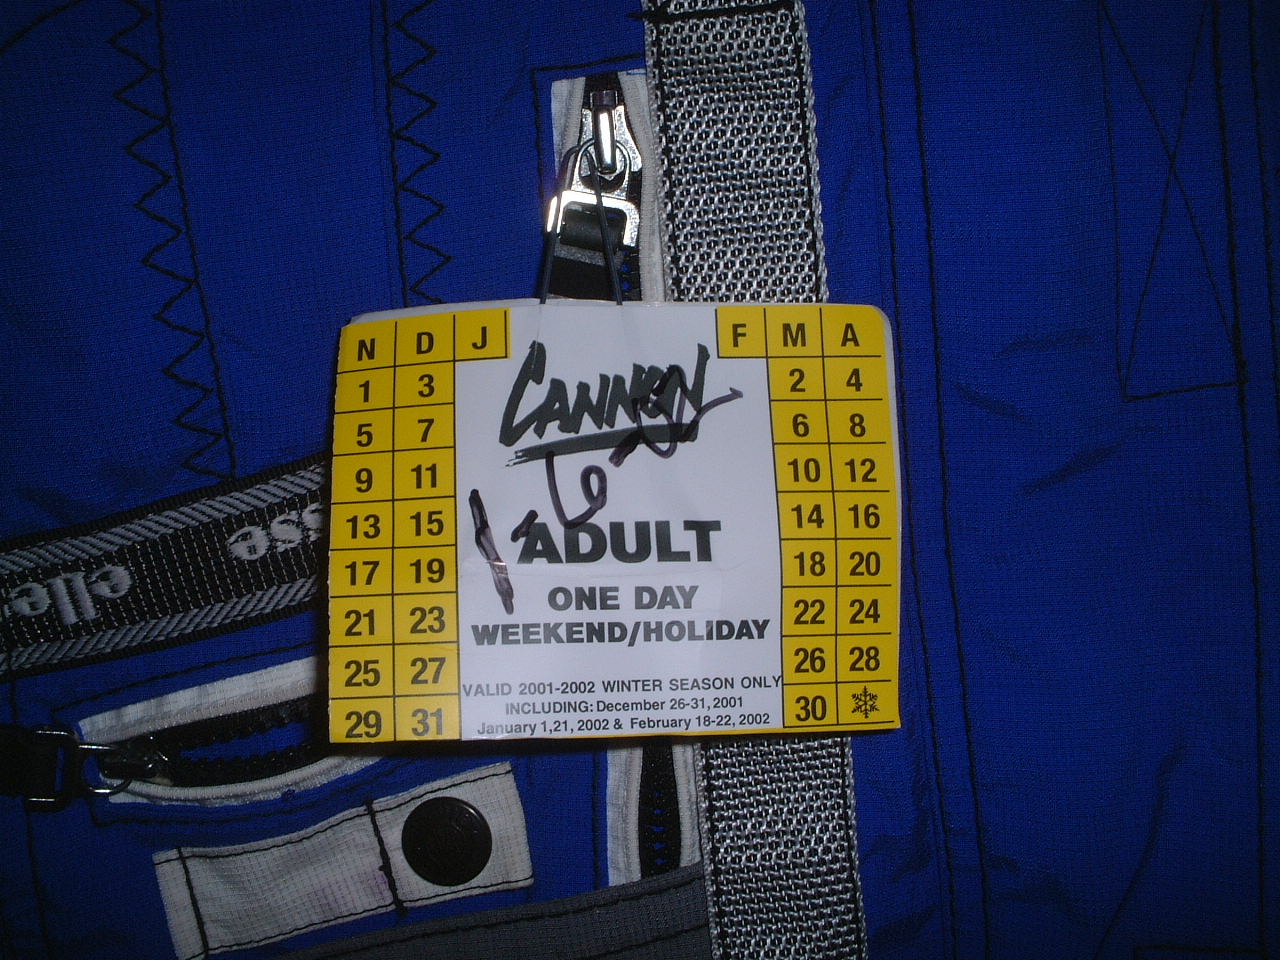 N D J F M A
1 3 2 4
5 7 6 8
9 11 10 12
13 15 14 16
17 19 18 20
21 23 22 24
25 27 26 28
29 31 30
CANNON
ADULT
ONE DAY
WEEKEND/HOLIDAY
VALID 2001-2002 WINTER SEASON ONLY
INCLUDING: December 26-31, 2001
January 1,21, 2002 & February 18-22, 2002
elle